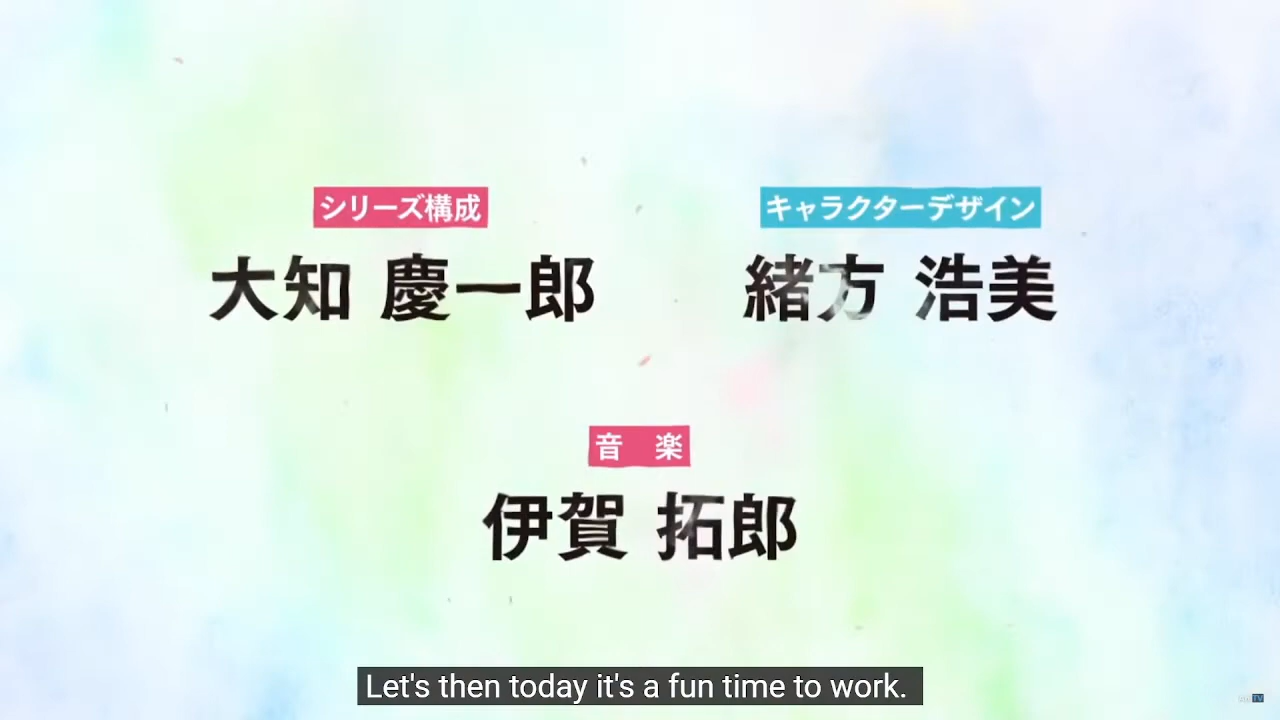 シリーズ構成
大知 慶一郎
キャラクターデザイン
緒方 浩美
音 楽
伊賀 拓郎
Let's then today it's a fun time to work.